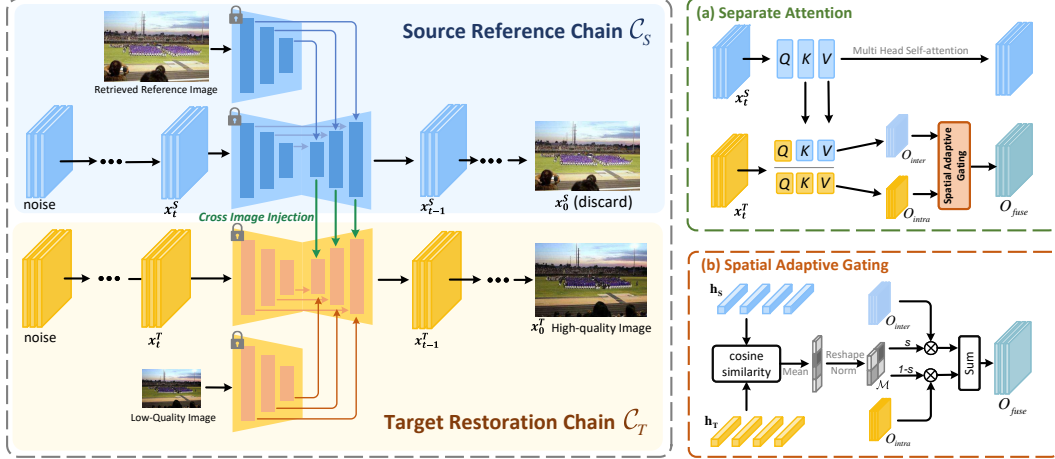 Source Reference Chain 𝒞_S
Retrieved Reference Image
noise
x_t^S
x_{t-1}^S
x_0^S (discard)
Cross Image Injection
noise
x_t^T
x_{t-1}^T
x_0^T High-quality Image
Low-Quality Image
Target Restoration Chain 𝒞_T
(a) Separate Attention
Q K V
Multi Head Self-attention
x_t^S
Q K V
Q K V
x_t^T
O_inter
O_intra
Spatial Adaptive
Gating
O_fuse
(b) Spatial Adaptive Gating
h_S
cosine
similarity
Mean
Reshape
Norm
ℳ
s
1-s
O_inter
Sum
O_fuse
h_T
O_intra